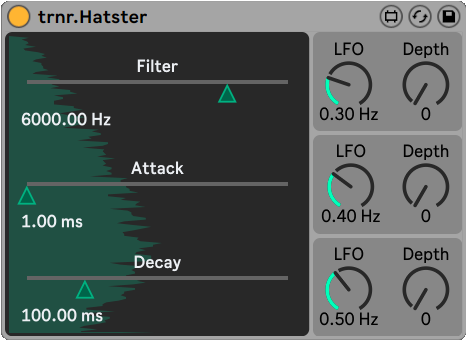 trnr.Hatster
Filter
6000.00 Hz
Attack
1.00 ms
Decay
100.00 ms
LFO Depth
0.30 Hz 0
LFO Depth
0.40 Hz 0
LFO Depth
0.50 Hz 0